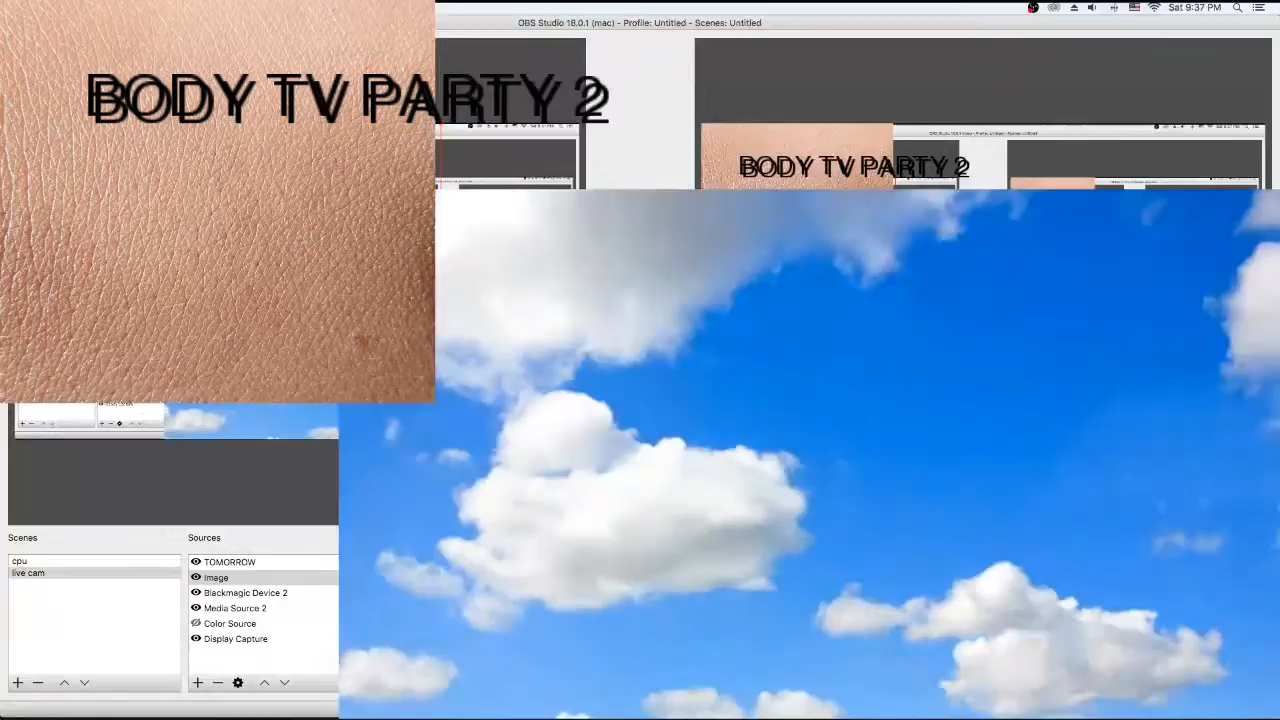 OBS Studio 18.0.1 (mac) - Profile: Untitled - Scenes: Untitled
Sat 9:37 PM
BODY TV PARTY 2
BODY TV PARTY 2
Scenes
Sources
cpu
live cam
TOMORROW
Image
Blackmagic Device 2
Media Source 2
Color Source
Display Capture